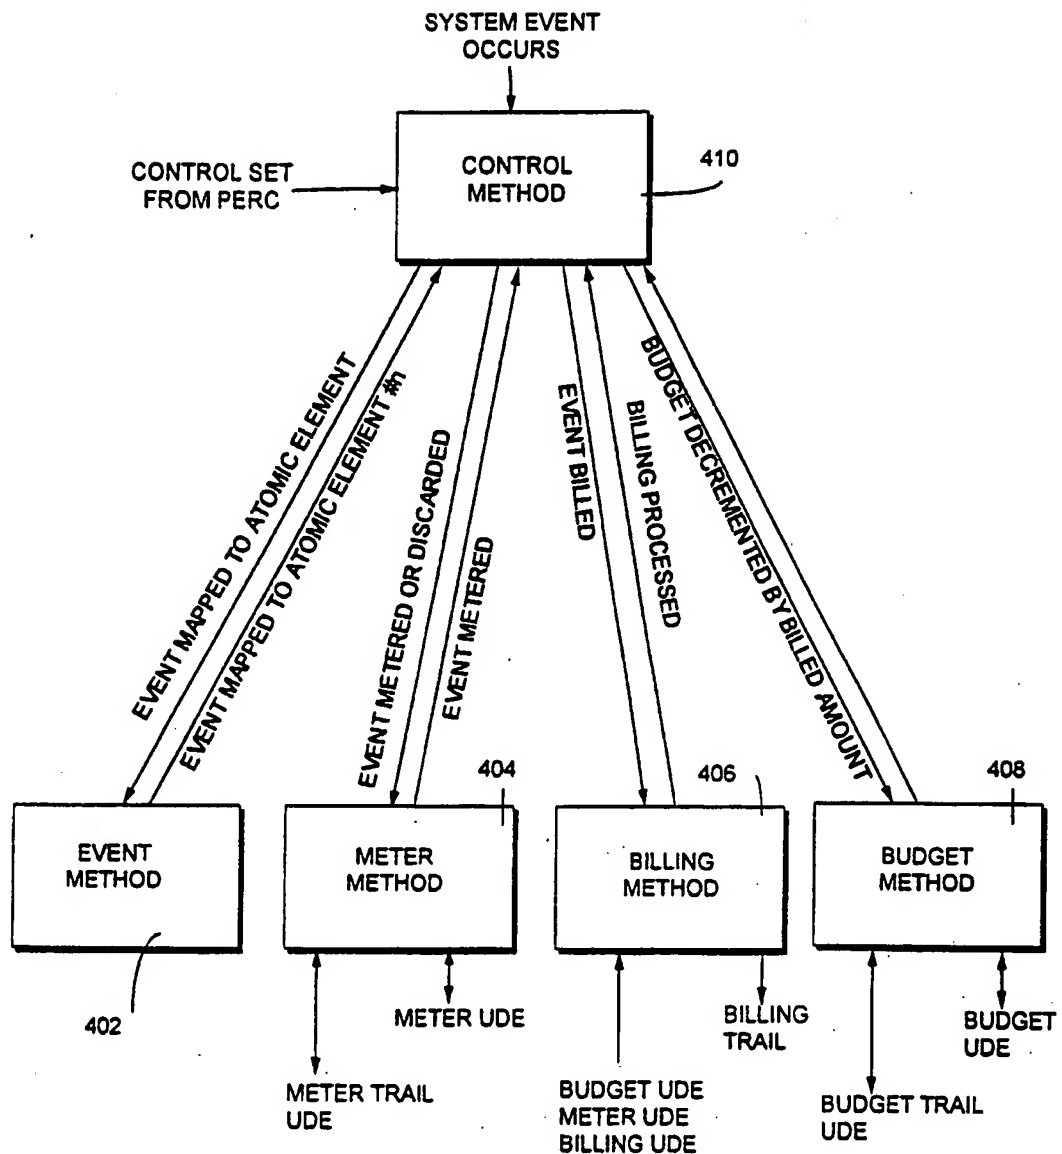 SYSTEM EVENT
OCCURS
CONTROL SET
FROM PERC
CONTROL
METHOD
410
EVENT MAPPED TO ATOMIC ELEMENT
EVENT MAPPED TO ATOMIC ELEMENT #n
EVENT METERED OR DISCARDED
EVENT METERED
EVENT BILLED
BILLING PROCESSED
BUDGET DECREMENTED BY BILLED AMOUNT
404
406
408
EVENT
METHOD
METER
METHOD
BILLING
METHOD
BUDGET
METHOD
402
METER UDE
METER TRAIL
UDE
BILLING
TRAIL
BUDGET UDE
METER UDE
BILLING UDE
BUDGET
UDE
BUDGET TRAIL
UDE